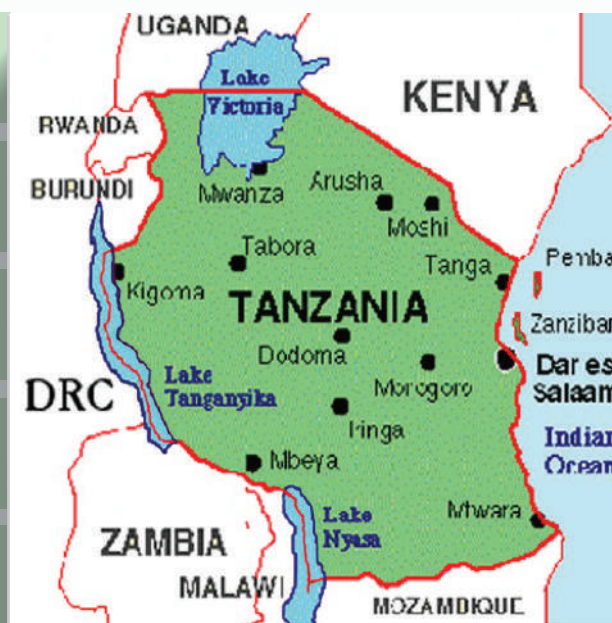 UGANDA
Lake
Victoria
KENYA
RWANDA
BURUNDI
Mwanza
Arusha
Moshi
Tabora
Tanga
Pemba
Kigoma
TANZANIA
Zanzibar
Dodoma
Dar es
Salaam
Morogoro
Lake
Tanganyika
DRC
Iringa
Indian
Ocean
Mbeya
Mtwara
Lake
Nyasa
ZAMBIA
MALAWI
MOZAMBIQUE